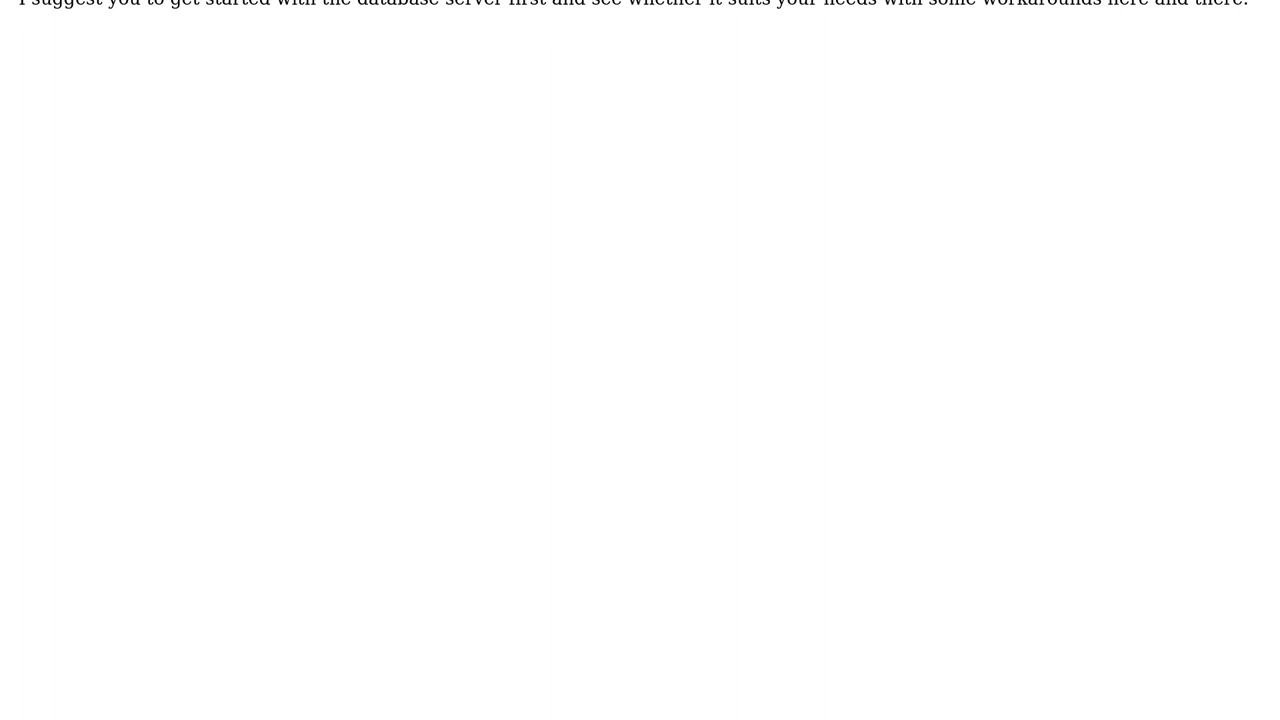 I suggest you to get started with the database server first and see whether it suits your needs with some workarounds here and there.